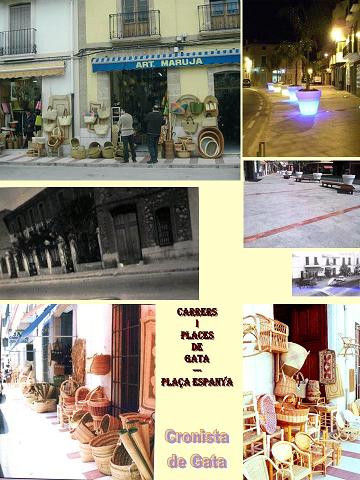 ART. MARUJA
CARRERS
I
PLACES
DE
GATA
—
PLAÇA ESPANYA
Cronista
de Gata